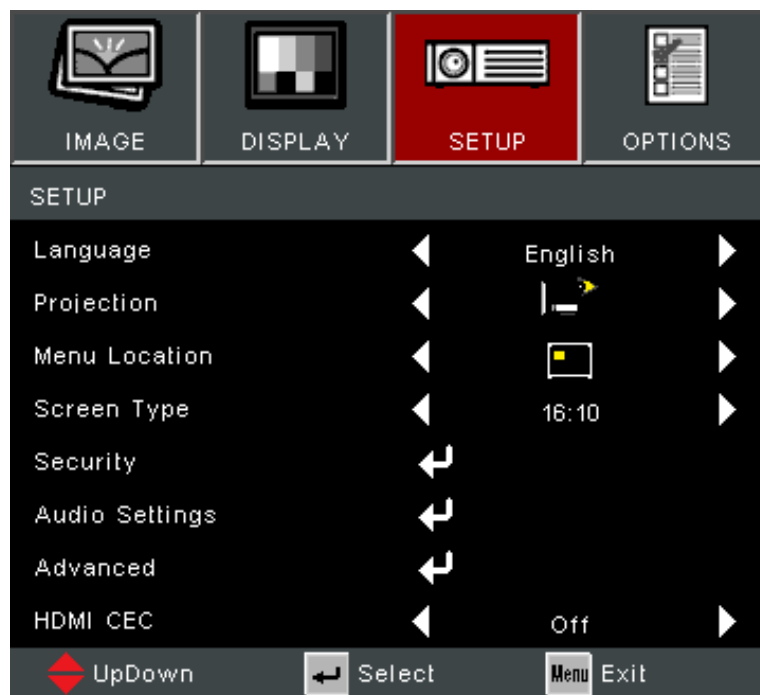 IMAGE DISPLAY SETUP OPTIONS
SETUP
Language English
Projection
Menu Location
Screen Type 16:10
Security
Audio Settings
Advanced
HDMI CEC Off
UpDown Select Menu Exit